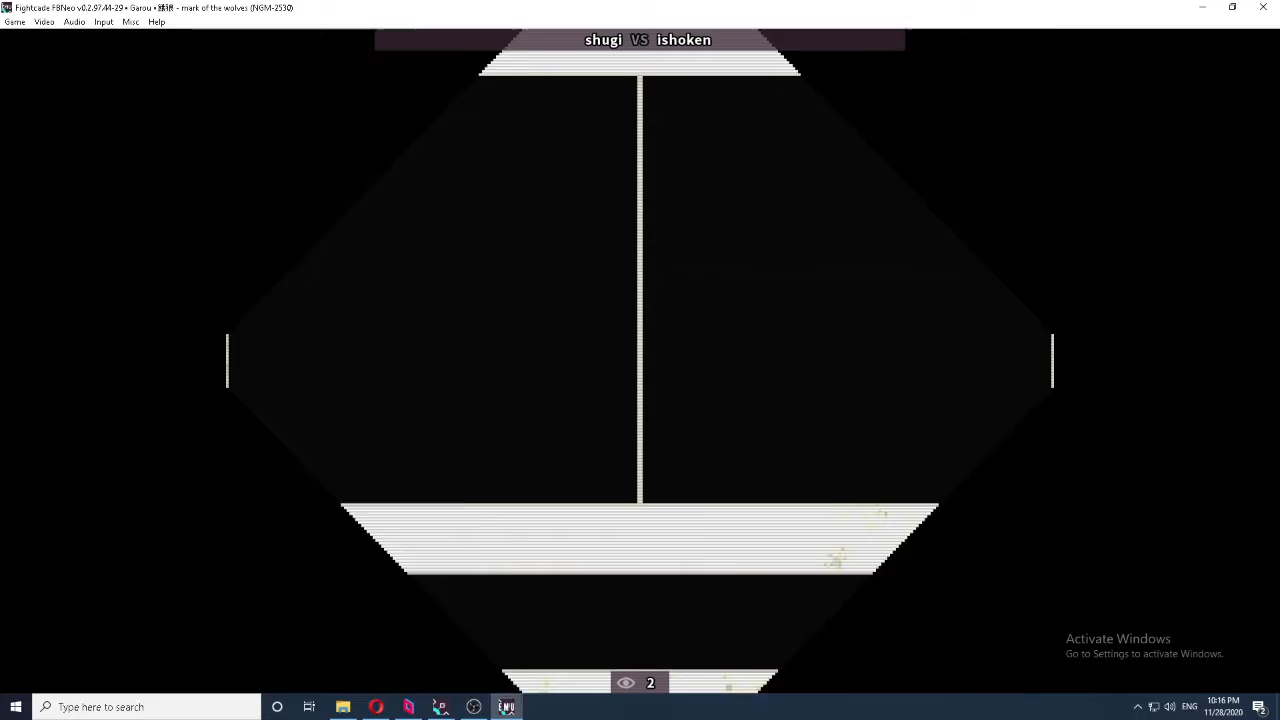 Fightcade FBNeo v0.2.97.44-29 • Garou • 餓狼 - mark of the wolves (NGM-2530)
Game Video Audio Input Misc Help
shugi VS ishoken
2
Activate Windows
Go to Settings to activate Windows.
Type here to search
ENG
10:16 PM
11/28/2020
2